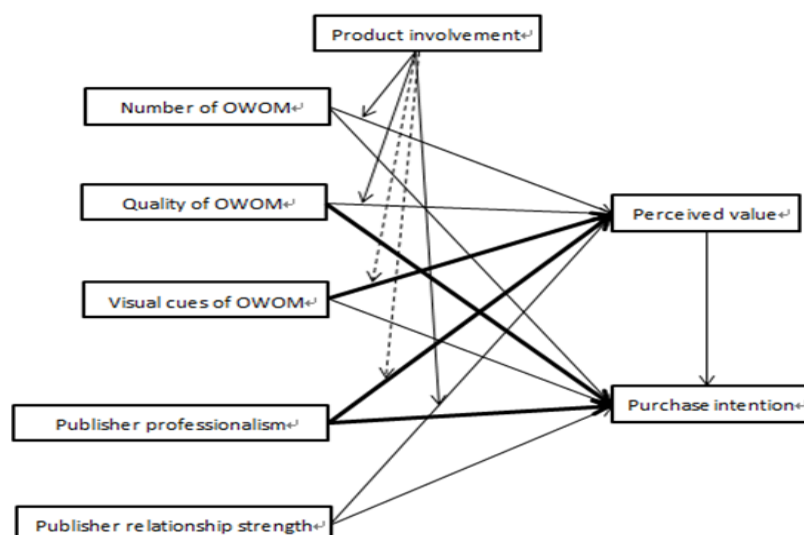 Product involvement↵
Number of OWOM↵
Quality of OWOM↵
Perceived value↵
Visual cues of OWOM↵
Purchase intention↵
Publisher professionalism↵
Publisher relationship strength↵